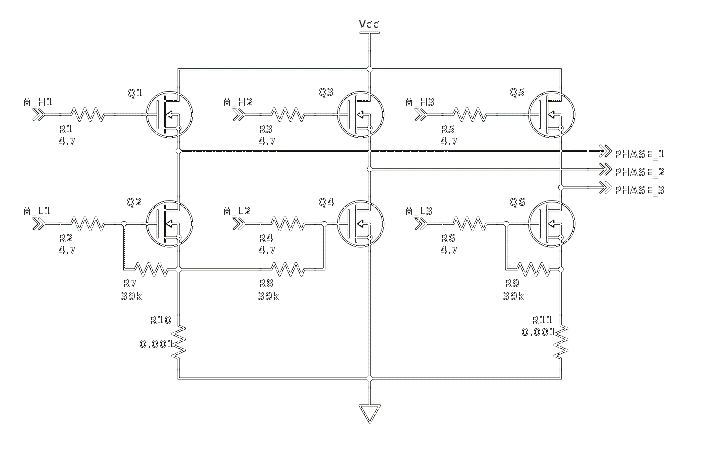 Vcc
Q1 Q3 Q5
M_H1 M_H2 M_H3
R1 R3 R5
4.7 4.7 4.7
PHASE_1
PHASE_2
PHASE_3
Q2 Q4 Q6
M_L1 M_L2 M_L3
R2 R4 R6
4.7 4.7 4.7
R7 R8 R9
39k 39k 39k
R10 R11
0.001 0.001